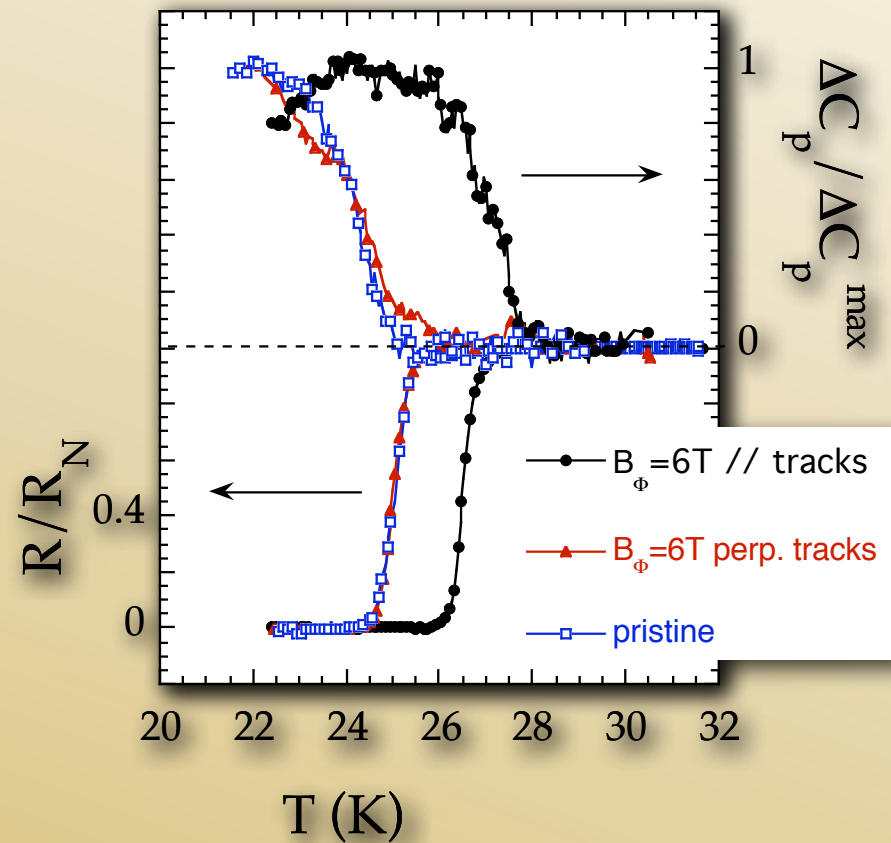 1
0
ΔC_p / ΔC_p^max
R/R_N
0.4
0
B_Φ=6T // tracks
B_Φ=6T perp. tracks
pristine
20 22 24 26 28 30 32
T (K)